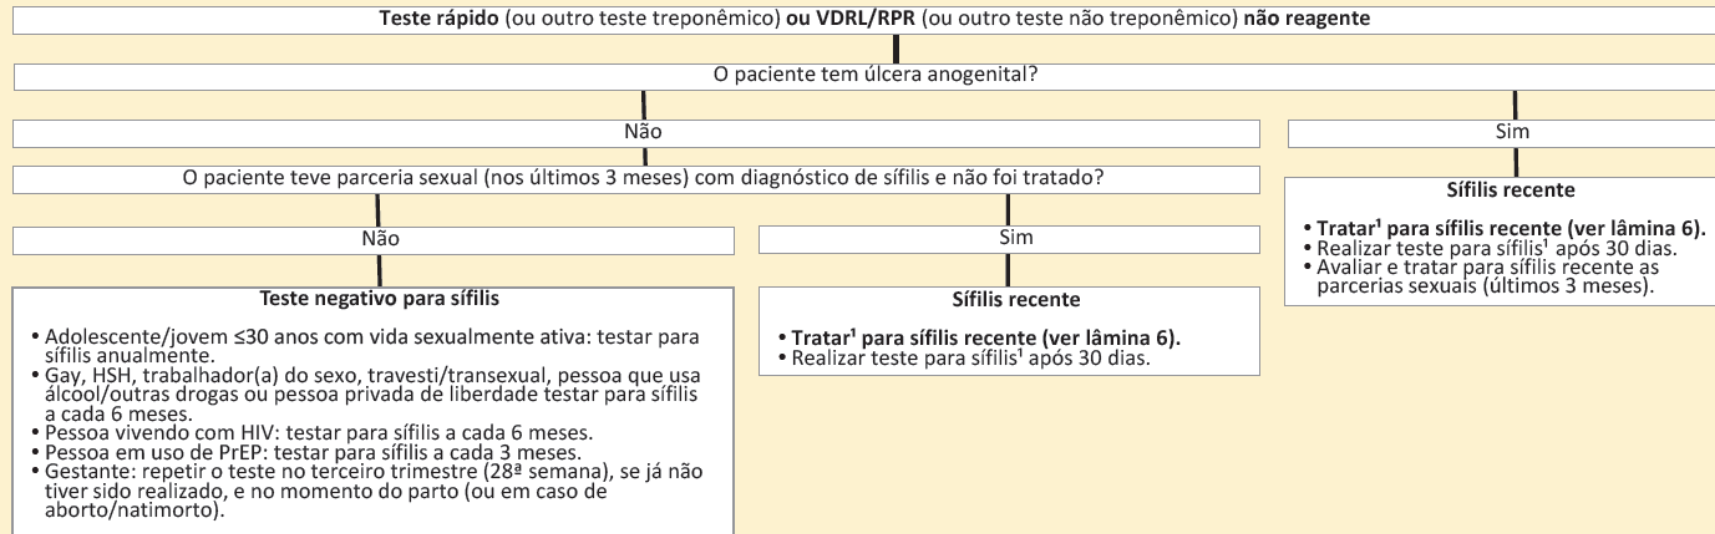 Teste rápido (ou outro teste treponêmico) ou VDRL/RPR (ou outro teste não treponêmico) não reagente
O paciente tem úlcera anogenital?
Não
Sim
O paciente teve parceria sexual (nos últimos 3 meses) com diagnóstico de sífilis e não foi tratado?
Não
Sim
Sífilis recente
• Tratar¹ para sífilis recente (ver lâmina 6).
• Realizar teste para sífilis¹ após 30 dias.
• Avaliar e tratar para sífilis recente as
parcerias sexuais (últimos 3 meses).
Teste negativo para sífilis
• Adolescente/jovem ≤30 anos com vida sexualmente ativa: testar para
sífilis anualmente.
• Gay, HSH, trabalhador(a) do sexo, travesti/transexual, pessoa que usa
álcool/outras drogas ou pessoa privada de liberdade testar para sífilis
a cada 6 meses.
• Pessoa vivendo com HIV: testar para sífilis a cada 6 meses.
• Pessoa em uso de PrEP: testar para sífilis a cada 3 meses.
• Gestante: repetir o teste no terceiro trimestre (28ª semana), se já não
tiver sido realizado, e no momento do parto (ou em caso de
aborto/natimorto).
Sífilis recente
• Tratar¹ para sífilis recente (ver lâmina 6).
• Realizar teste para sífilis¹ após 30 dias.